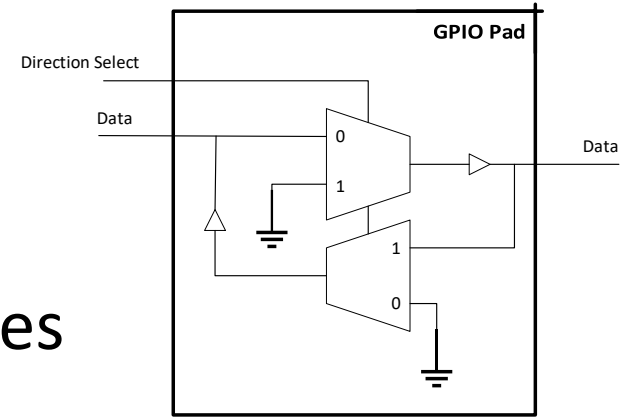 GPIO Pad
Direction Select
Data
0
Data
1
1
0
es